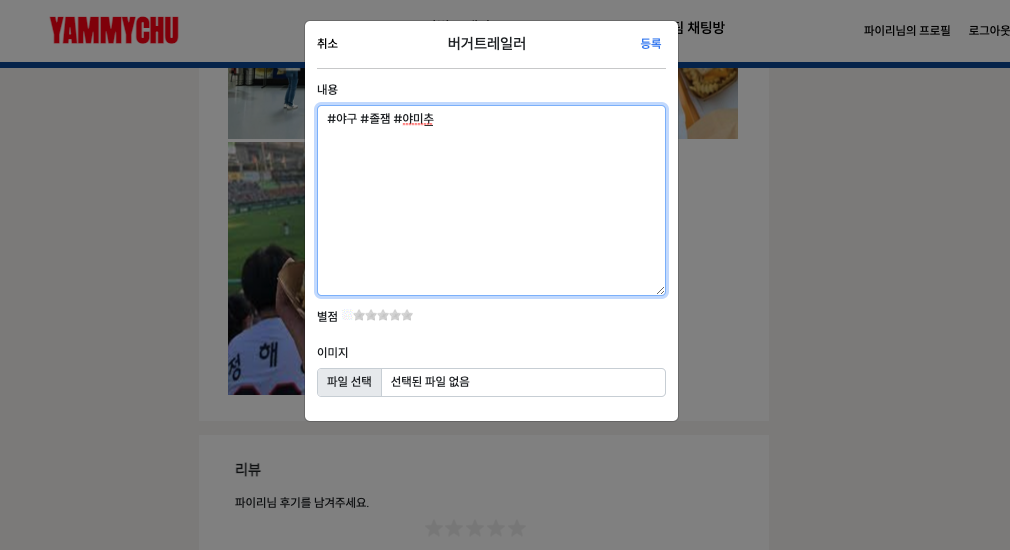 YAMMYCHU
채팅방
파이리님의 프로필
로그아웃
취소
버거트레일러
등록
내용
#야구 #졸잼 #야미추
별점
이미지
파일 선택
선택된 파일 없음
정해
리뷰
파이리님 후기를 남겨주세요.